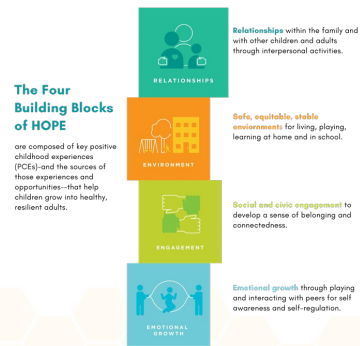 The Four
Building Blocks
of HOPE
are composed of key positive
childhood experiences
(PCEs)-and the sources of
those experiences and
opportunities--that help
children grow into healthy,
resilient adults.
RELATIONSHIPS
Relationships within the family and
with other children and adults
through interpersonal activities.
ENVIRONMENT
Safe, equitable, stable
enviornments for living, playing,
learning at home and in school.
ENGAGEMENT
Social and civic engagement to
develop a sense of belonging and
connectedness.
EMOTIONAL
GROWTH
Emotional growth through playing
and interacting with peers for self
awareness and self-regulation.